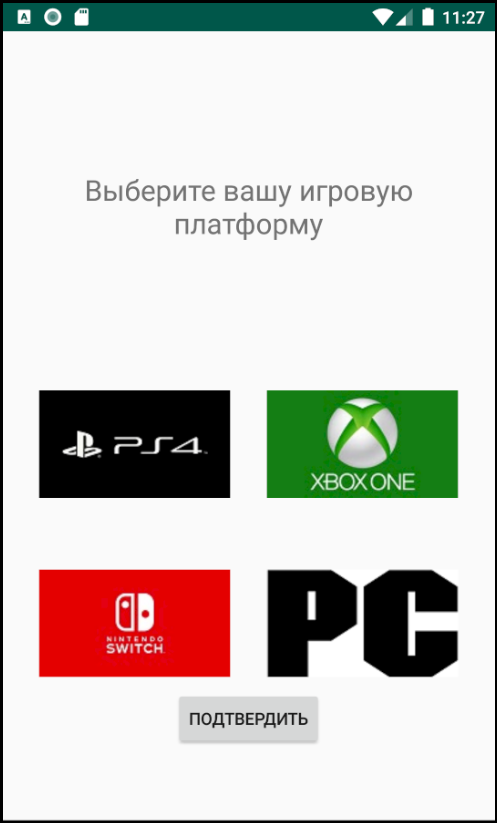 11:27
Выберите вашу игровую
платформу
PS4
XBOX ONE
NINTENDO
SWITCH
PC
ПОДТВЕРДИТЬ